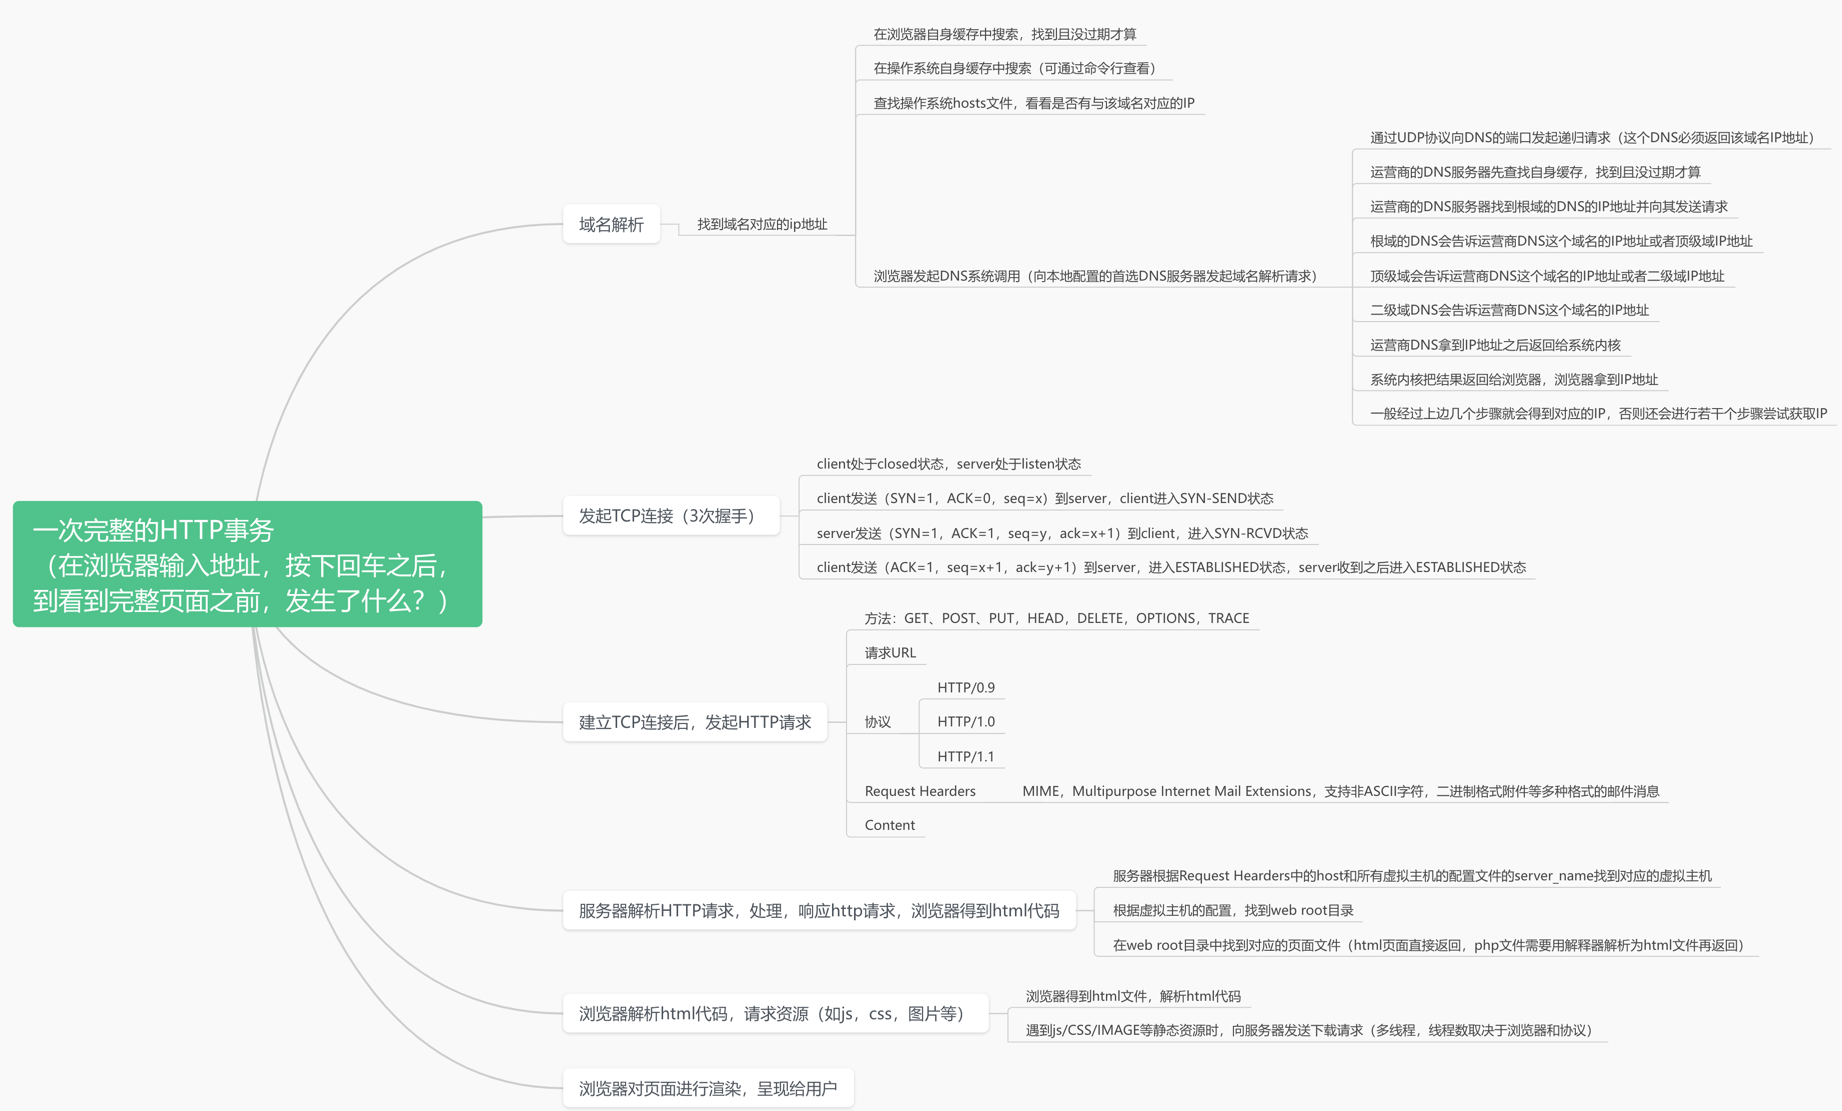 一次完整的HTTP事务
（在浏览器输入地址，按下回车之后，
到看到完整页面之前，发生了什么？）
域名解析
找到域名对应的ip地址
在浏览器自身缓存中搜索，找到且没过期才算
在操作系统自身缓存中搜索（可通过命令行查看）
查找操作系统hosts文件，看看是否有与该域名对应的IP
浏览器发起DNS系统调用（向本地配置的首选DNS服务器发起域名解析请求）
通过UDP协议向DNS的端口发起递归请求（这个DNS必须返回该域名IP地址）
运营商的DNS服务器先查找自身缓存，找到且没过期才算
运营商的DNS服务器找到根域的DNS的IP地址并向其发送请求
根域的DNS会告诉运营商DNS这个域名的IP地址或者顶级域IP地址
顶级域会告诉运营商DNS这个域名的IP地址或者二级域IP地址
二级域DNS会告诉运营商DNS这个域名的IP地址
运营商DNS拿到IP地址之后返回给系统内核
系统内核把结果返回给浏览器，浏览器拿到IP地址
一般经过上边几个步骤就会得到对应的IP，否则还会进行若干个步骤尝试获取IP
发起TCP连接（3次握手）
client处于closed状态，server处于listen状态
client发送（SYN=1，ACK=0，seq=x）到server，client进入SYN-SEND状态
server发送（SYN=1，ACK=1，seq=y，ack=x+1）到client，进入SYN-RCVD状态
client发送（ACK=1，seq=x+1，ack=y+1）到server，进入ESTABLISHED状态，server收到之后进入ESTABLISHED状态
建立TCP连接后，发起HTTP请求
方法：GET、POST、PUT，HEAD，DELETE，OPTIONS，TRACE
请求URL
协议
HTTP/0.9
HTTP/1.0
HTTP/1.1
Request Hearders
MIME，Multipurpose Internet Mail Extensions，支持非ASCII字符，二进制格式附件等多种格式的邮件消息
Content
服务器解析HTTP请求，处理，响应http请求，浏览器得到html代码
服务器根据Request Hearders中的host和所有虚拟主机的配置文件的server_name找到对应的虚拟主机
根据虚拟主机的配置，找到web root目录
在web root目录中找到对应的页面文件（html页面直接返回，php文件需要用解释器解析为html文件再返回）
浏览器解析html代码，请求资源（如js，css，图片等）
浏览器得到html文件，解析html代码
遇到js/CSS/IMAGE等静态资源时，向服务器发送下载请求（多线程，线程数取决于浏览器和协议）
浏览器对页面进行渲染，呈现给用户